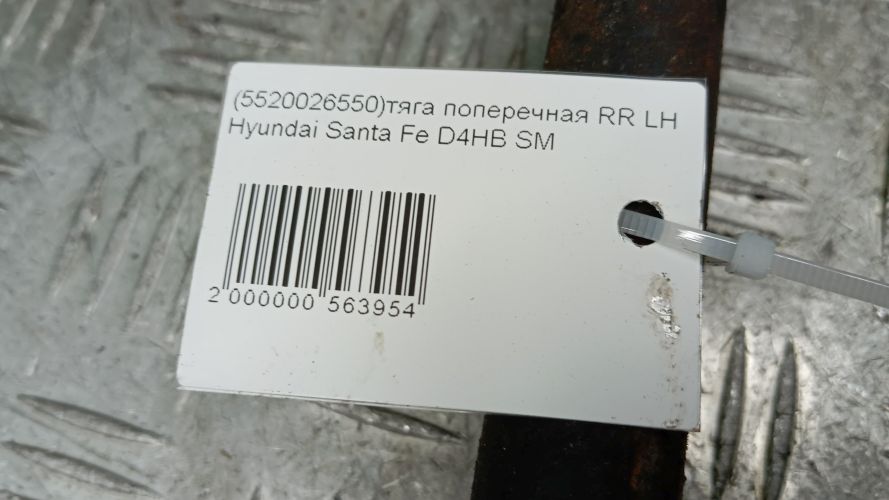 (5520026550)тяга поперечная RR LH
Hyundai Santa Fe D4HB SM
2 000000 563954